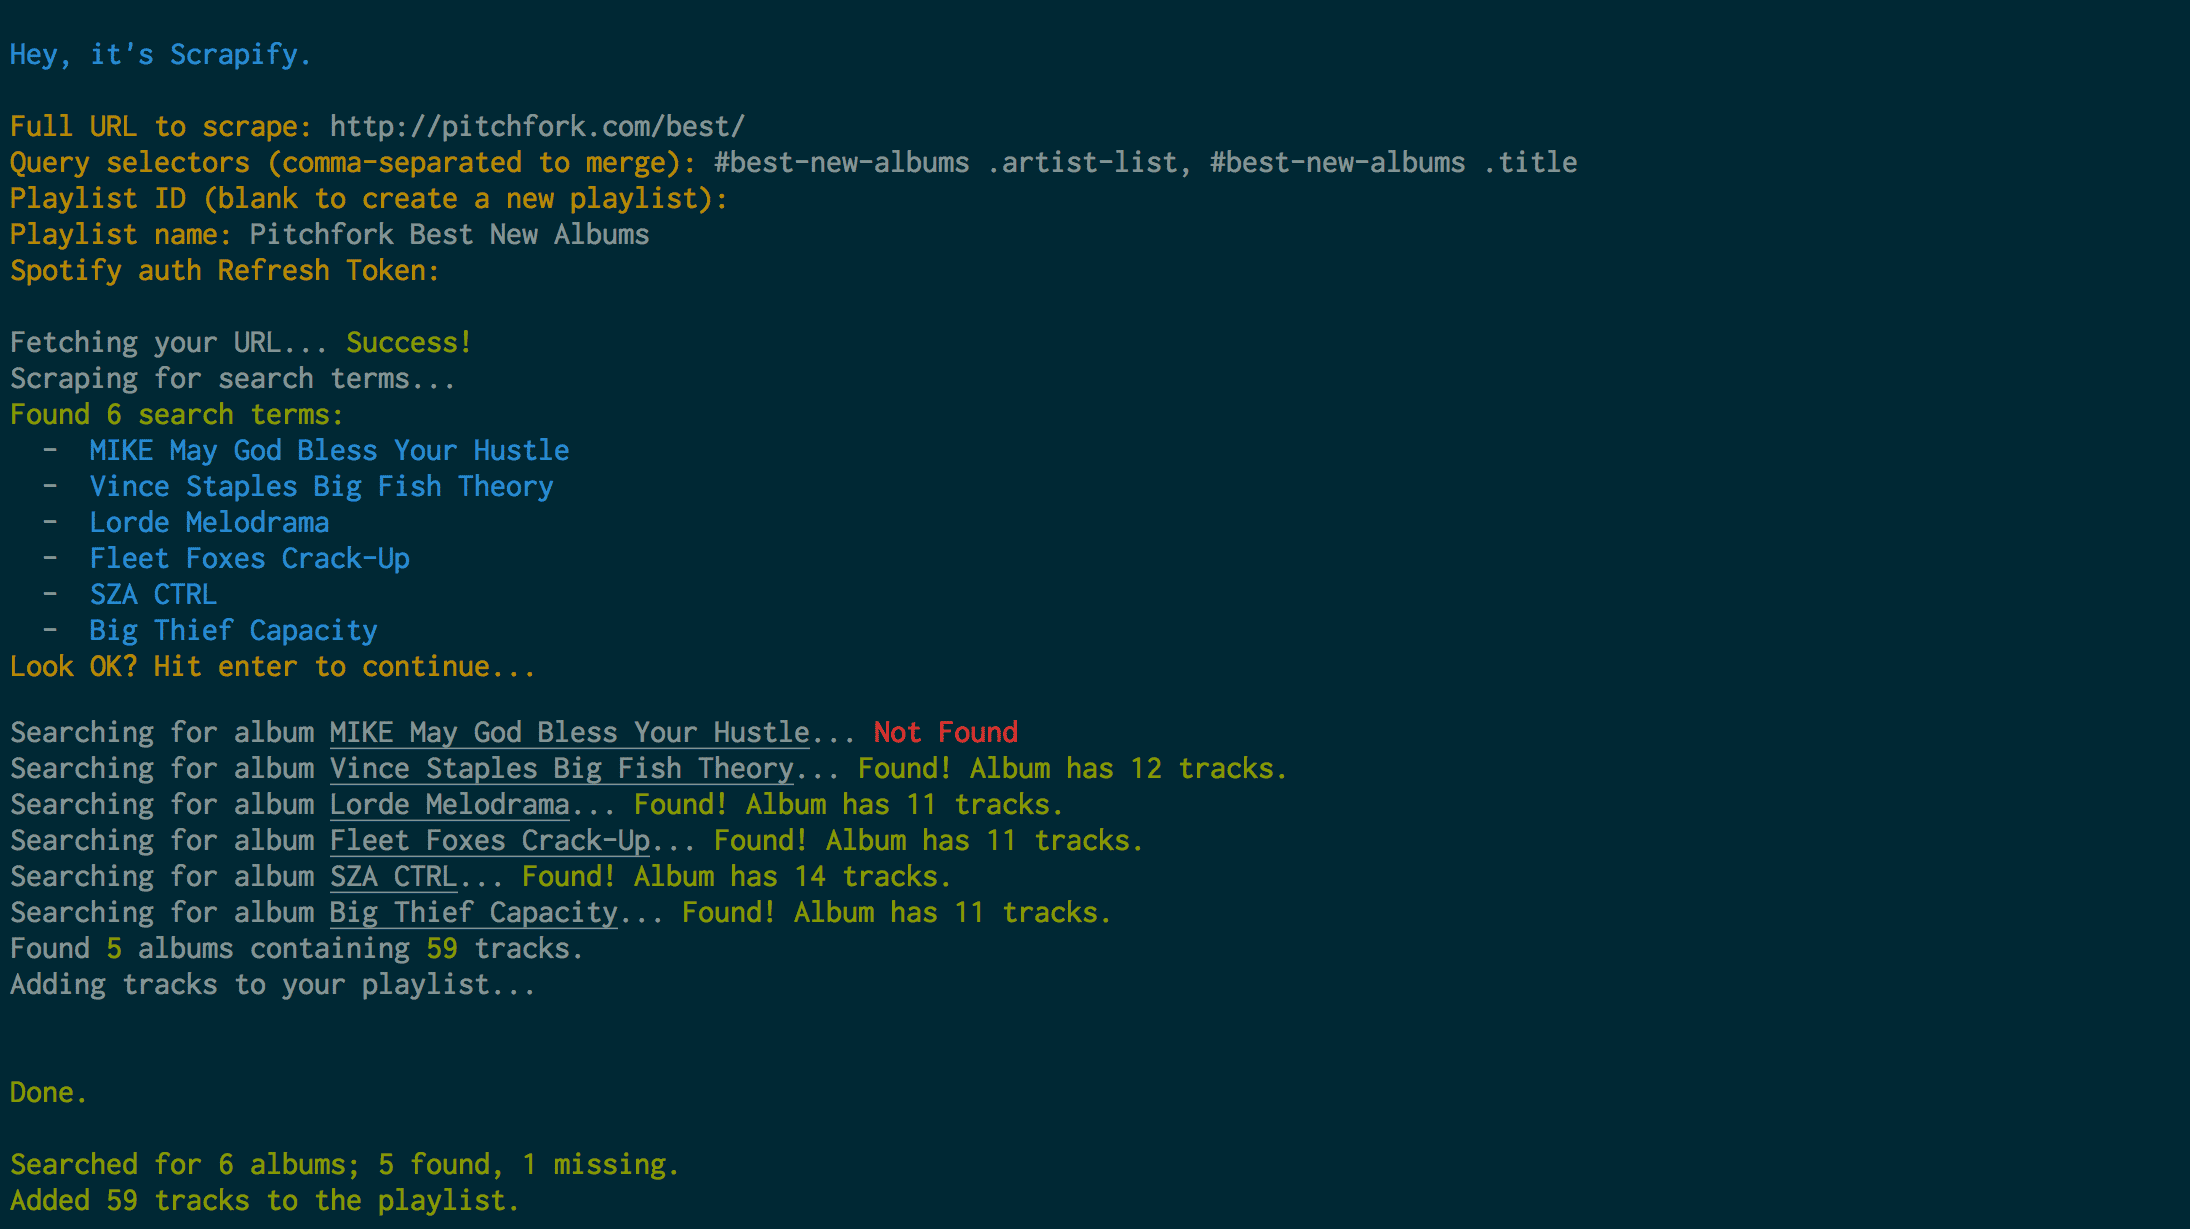 Hey, it's Scrapify.
Full URL to scrape: http://pitchfork.com/best/
Query selectors (comma-separated to merge): #best-new-albums .artist-list, #best-new-albums .title
Playlist ID (blank to create a new playlist):
Playlist name: Pitchfork Best New Albums
Spotify auth Refresh Token:
Fetching your URL... Success!
Scraping for search terms...
Found 6 search terms:
- MIKE May God Bless Your Hustle
- Vince Staples Big Fish Theory
- Lorde Melodrama
- Fleet Foxes Crack-Up
- SZA CTRL
- Big Thief Capacity
Look OK? Hit enter to continue...
Searching for album MIKE May God Bless Your Hustle... Not Found
Searching for album Vince Staples Big Fish Theory... Found! Album has 12 tracks.
Searching for album Lorde Melodrama... Found! Album has 11 tracks.
Searching for album Fleet Foxes Crack-Up... Found! Album has 11 tracks.
Searching for album SZA CTRL... Found! Album has 14 tracks.
Searching for album Big Thief Capacity... Found! Album has 11 tracks.
Found 5 albums containing 59 tracks.
Adding tracks to your playlist...
Done.
Searched for 6 albums; 5 found, 1 missing.
Added 59 tracks to the playlist.